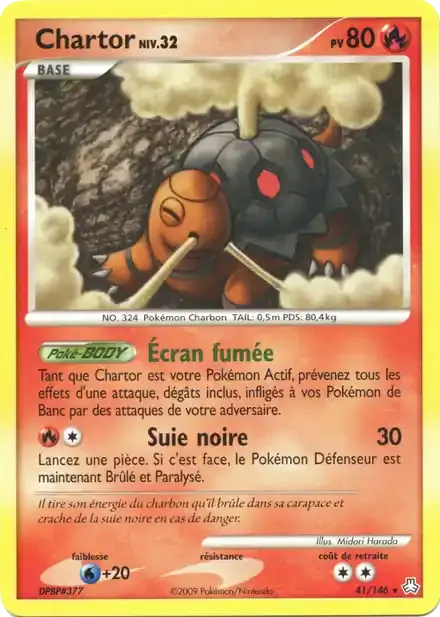 Chartor NIV.32 PV 80
BASE
NO. 324 Pokémon Charbon TAIL: 0,5m PDS: 80,4kg
Poké-BODY Écran fumée
Tant que Chartor est votre Pokémon Actif, prévenez tous les
effets d'une attaque, dégâts inclus, infligés à vos Pokémon de
Banc par des attaques de votre adversaire.
Suie noire 30
Lancez une pièce. Si c'est face, le Pokémon Défenseur est
maintenant Brûlé et Paralysé.
Il tire son énergie du charbon qu'il brûle dans sa carapace et
crache de la suie noire en cas de danger.
Illus. Midori Harada
faiblesse résistance coût de retraite
+20
DPBP#377 ©2009 Pokémon/Nintendo 41/146